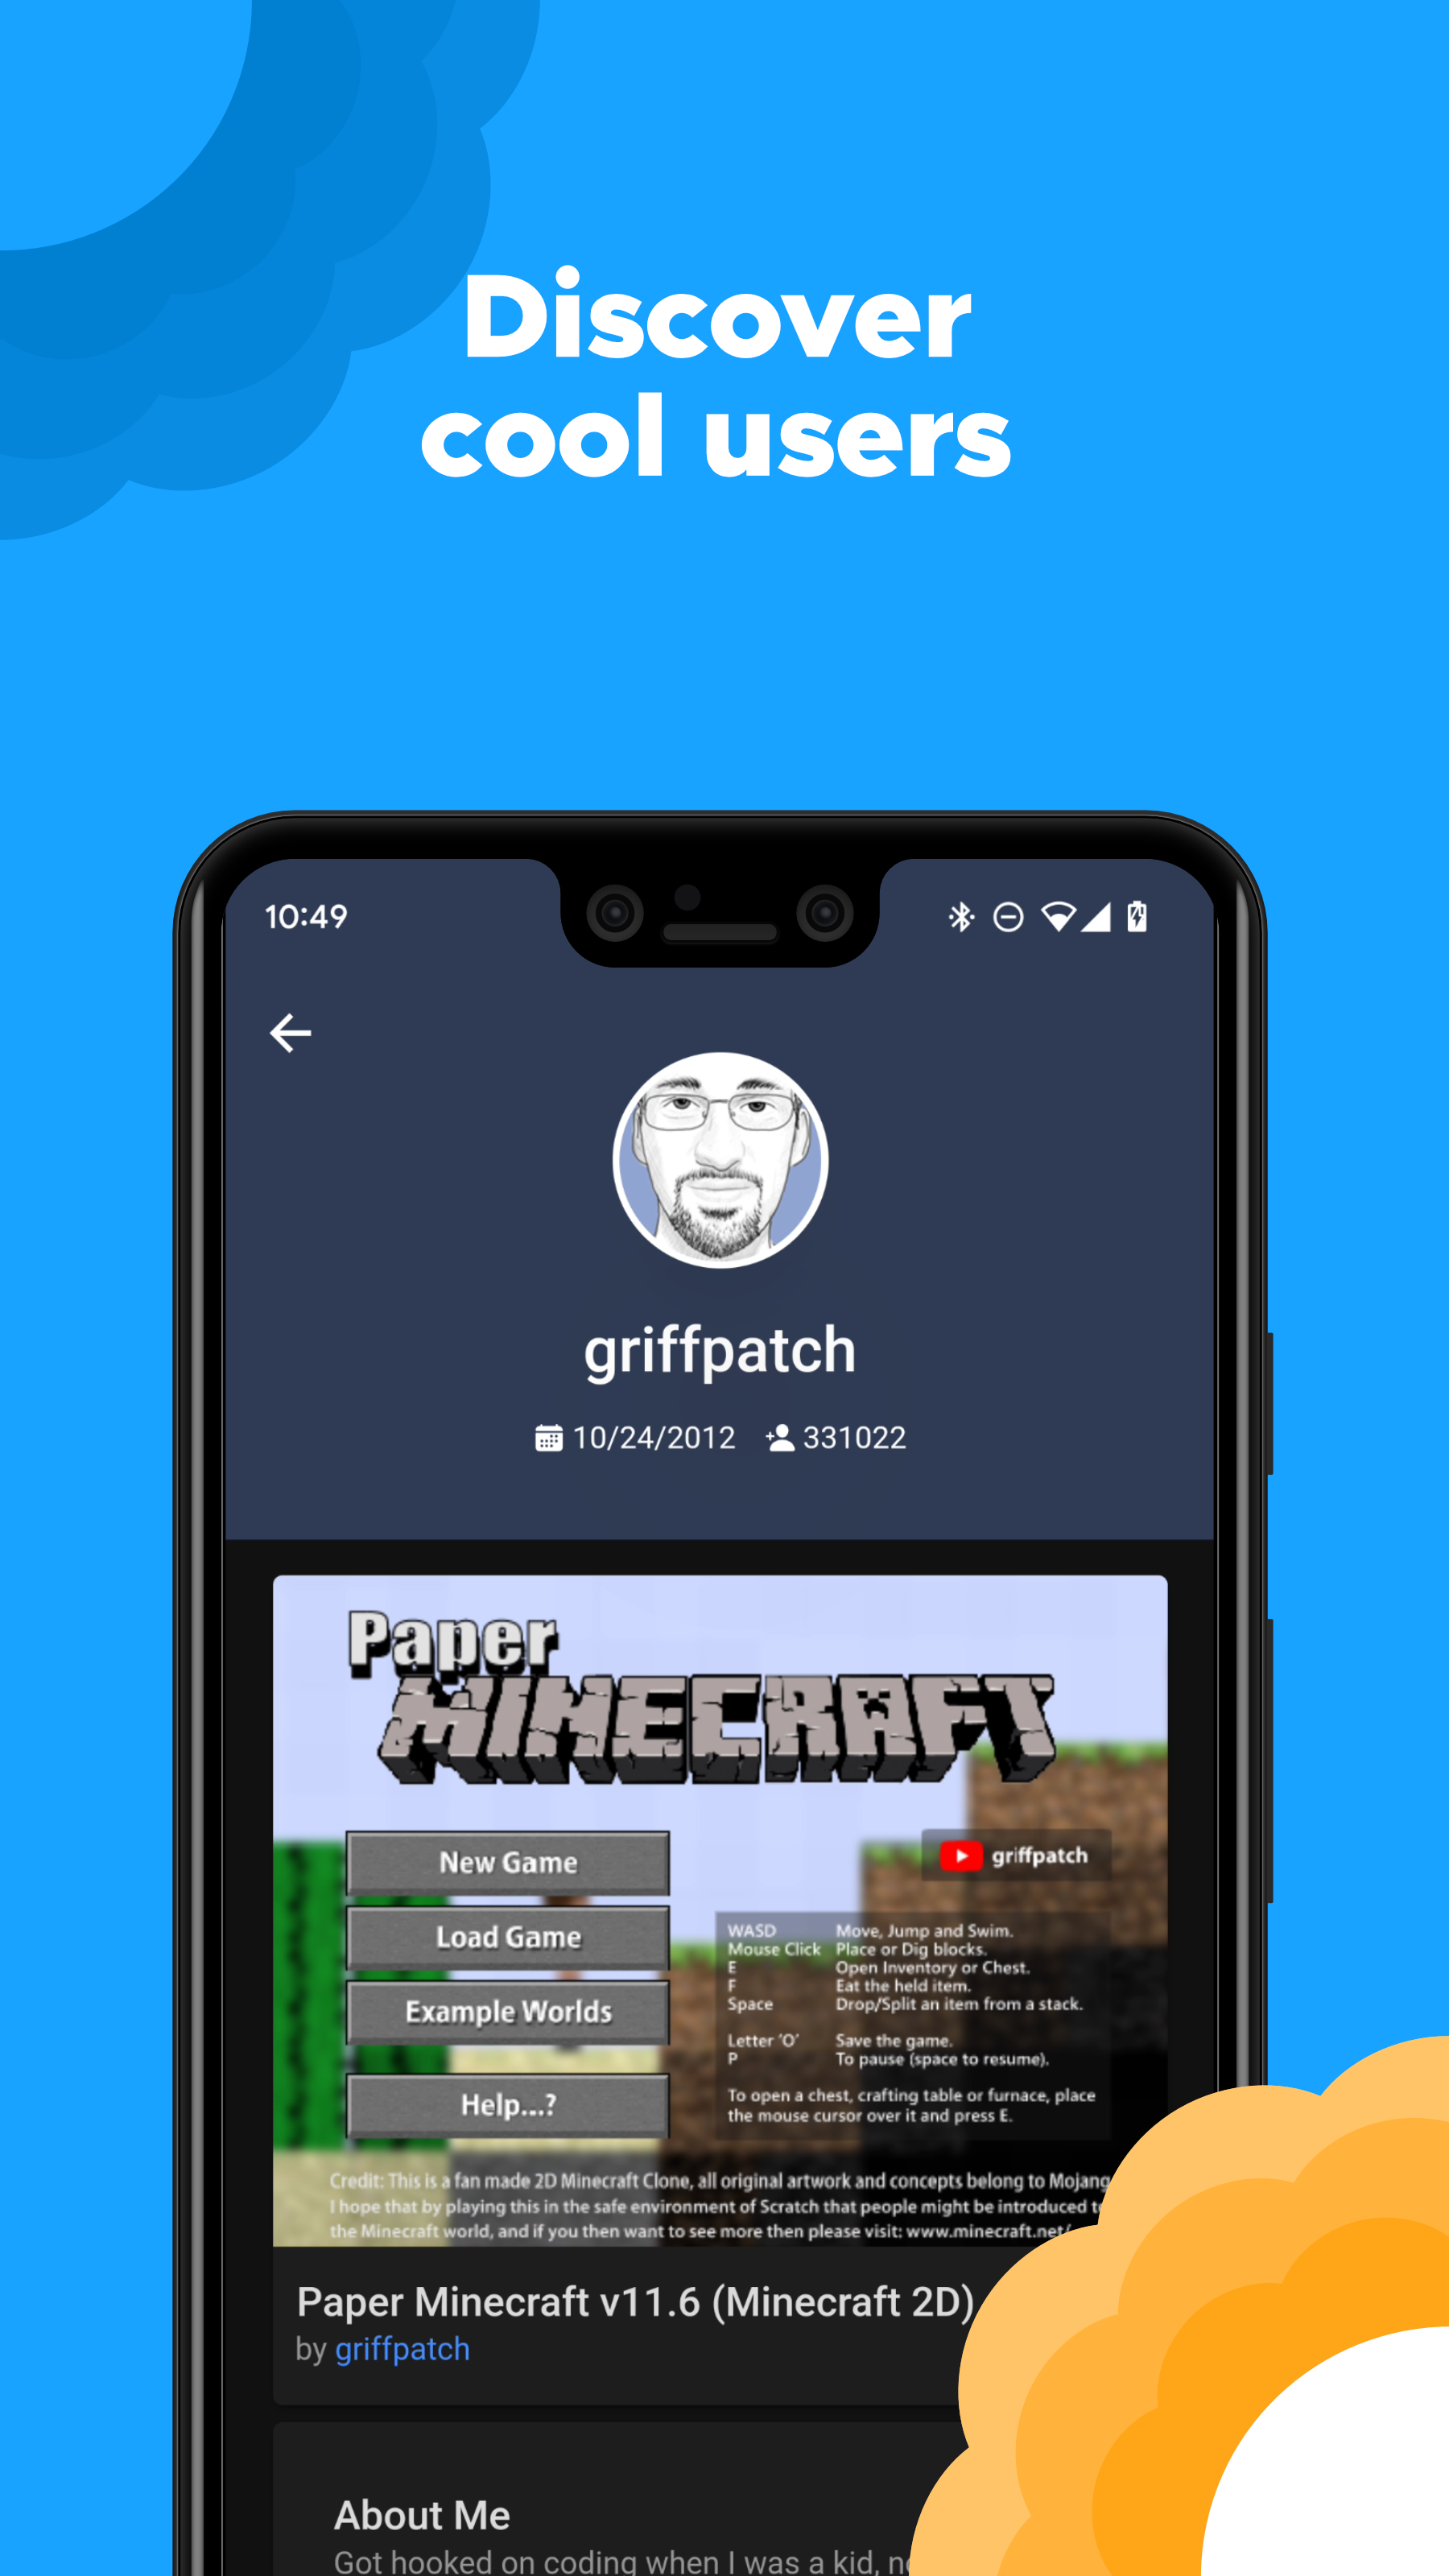 Discover
cool users
10:49
griffpatch
10/24/2012 331022
Paper
MINECRAFT
New Game
griffpatch
Load Game
WASD Move, Jump and Swim.
Mouse Click Place or Dig blocks.
E Open Inventory or Chest.
F Eat the held item.
Example Worlds
Space Drop/Split an item from a stack.
Letter 'O' Save the game.
P To pause (space to resume).
Help...?
To open a chest, crafting table or furnace, place
the mouse cursor over it and press E.
Credit: This is a fan made 2D Minecraft Clone, all original artwork and concepts belong to Mojang
I hope that by playing this in the safe environment of Scratch that people might be introduced
the Minecraft world, and if you then want to see more then please visit: www.minecraft.net/
Paper Minecraft v11.6 (Minecraft 2D)
by griffpatch
About Me
Got hooked on coding when I was a kid,